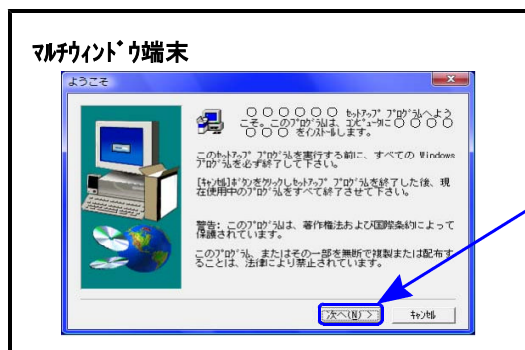 ﾏﾙﾁｳｨﾝﾄﾞｳ端末
ようこそ
○○○○○○ ｾｯﾄｱｯﾌﾟ ﾌﾟﾛｸﾞﾗﾑへよう
こそ。このﾌﾟﾛｸﾞﾗﾑは、ｺﾝﾋﾟｭｰﾀに○○○○
○○○ をｲﾝｽﾄｰﾙします。
このｾｯﾄｱｯﾌﾟ ﾌﾟﾛｸﾞﾗﾑを実行する前に、すべての Windows
ﾌﾟﾛｸﾞﾗﾑを必ず終了して下さい。
[ｷｬﾝｾﾙ]ﾎﾞﾀﾝをｸﾘｯｸしｾｯﾄｱｯﾌﾟ ﾌﾟﾛｸﾞﾗﾑを終了した後、現
在使用中のﾌﾟﾛｸﾞﾗﾑをすべて終了させて下さい。
警告: このﾌﾟﾛｸﾞﾗﾑは、著作権法および国際条約によって
保護されています。
このﾌﾟﾛｸﾞﾗﾑ、またはその一部を無断で複製または配布す
ることは、法律により禁止されています。
次へ(N) >
ｷｬﾝｾﾙ